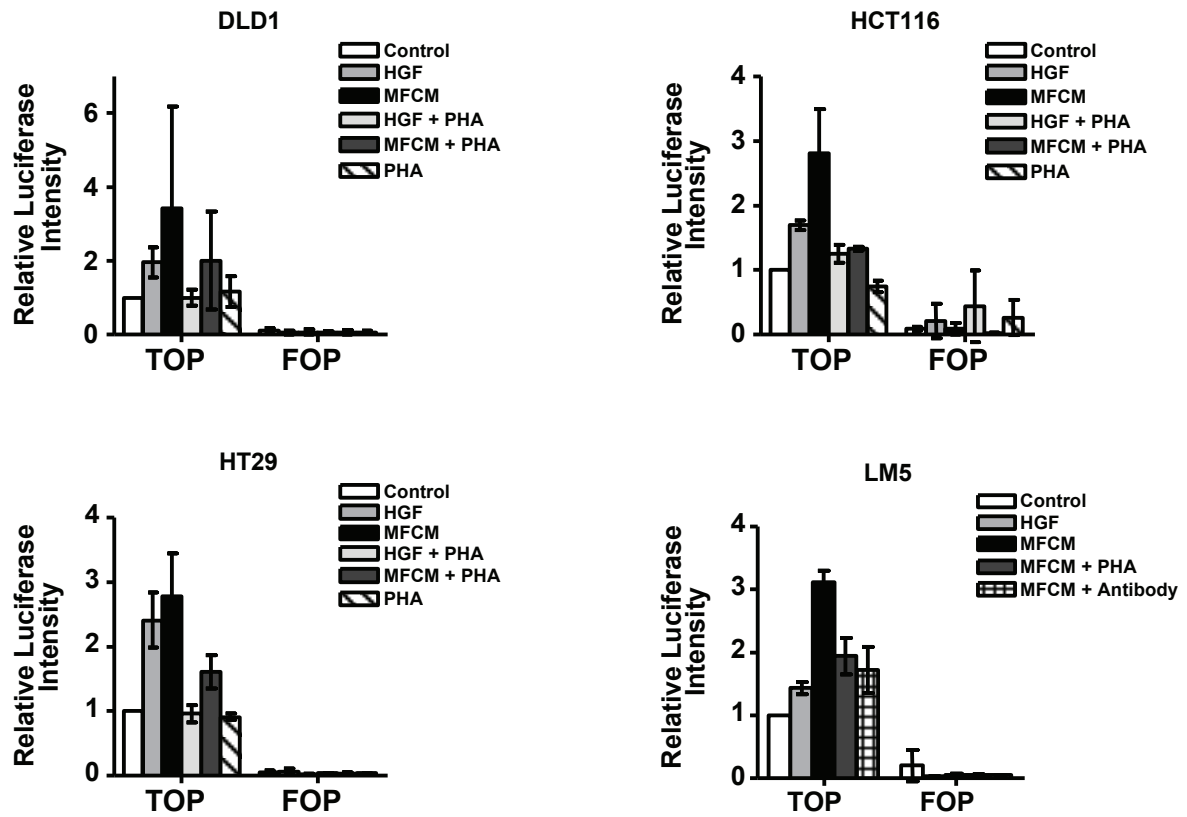 DLD1
Control
HGF
MFCM
HGF + PHA
MFCM + PHA
PHA
Relative Luciferase
Intensity
6
4
2
0
TOP
FOP
HCT116
Control
HGF
MFCM
HGF + PHA
MFCM + PHA
PHA
Relative Luciferase
Intensity
4
3
2
1
0
TOP
FOP
HT29
Control
HGF
MFCM
HGF + PHA
MFCM + PHA
PHA
Relative Luciferase
Intensity
4
3
2
1
0
TOP
FOP
LM5
Control
HGF
MFCM
MFCM + PHA
MFCM + Antibody
Relative Luciferase
Intensity
4
3
2
1
0
TOP
FOP